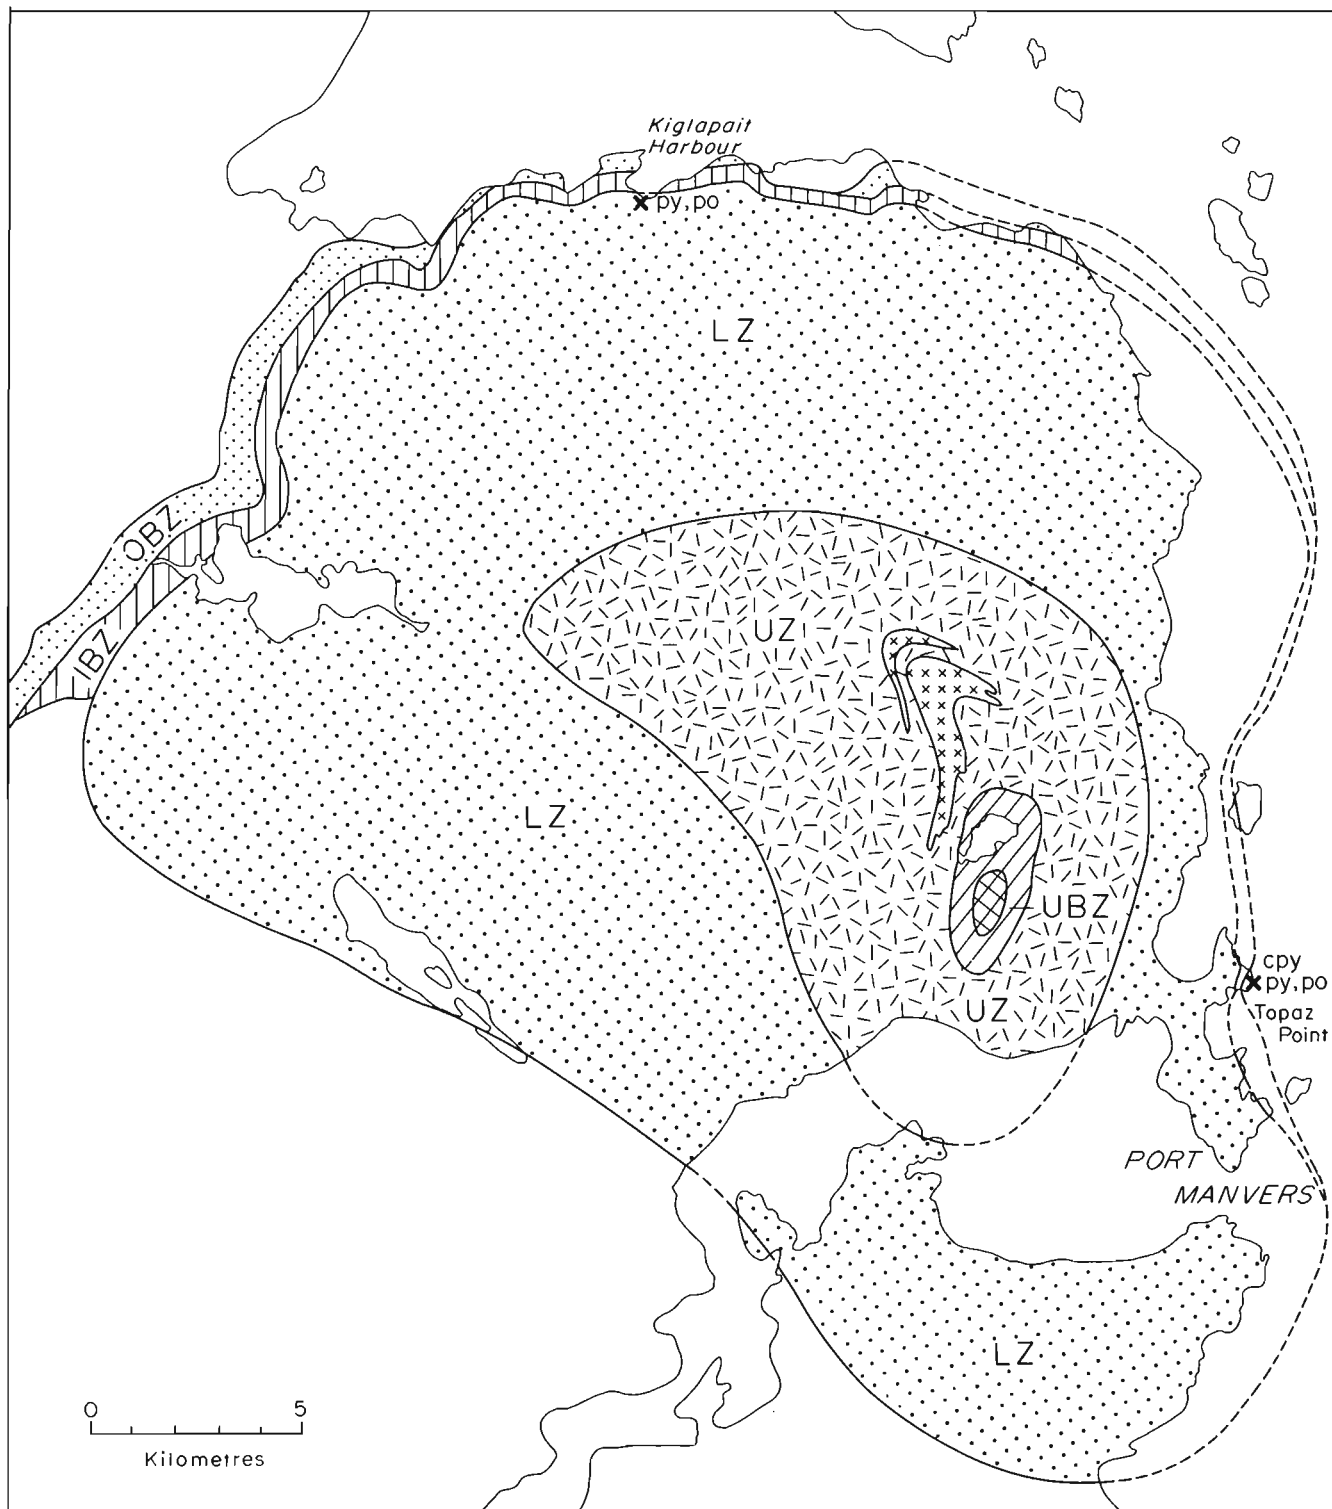 Kiglapait
Harbour
py, po
LZ
OBZ
IBZ
UZ
LZ
UBZ
cpy
py, po
UZ
Topaz
Point
PORT
MANVERS
LZ
0 5
Kilometres